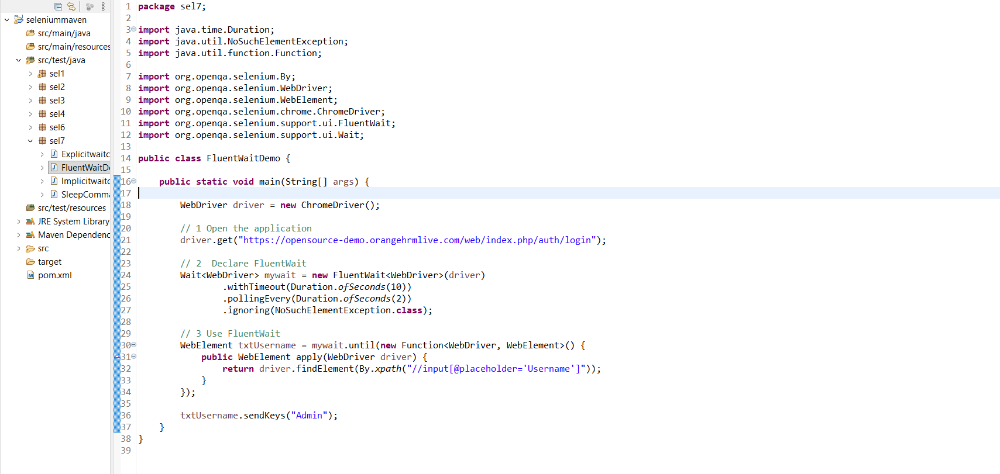 seleniummaven
src/main/java
src/main/resources
src/test/java
sel1
sel2
sel3
sel4
sel6
sel7
Explicitwaitc
FluentWaitD
Implicitwaitc
SleepComma
src/test/resources
JRE System Library
Maven Dependenc
src
target
pom.xml
1 package sel7;
2
3 import java.time.Duration;
4 import java.util.NoSuchElementException;
5 import java.util.function.Function;
6
7 import org.openqa.selenium.By;
8 import org.openqa.selenium.WebDriver;
9 import org.openqa.selenium.WebElement;
10 import org.openqa.selenium.chrome.ChromeDriver;
11 import org.openqa.selenium.support.ui.FluentWait;
12 import org.openqa.selenium.support.ui.Wait;
13
14 public class FluentWaitDemo {
15
16     public static void main(String[] args) {
17
18         WebDriver driver = new ChromeDriver();
19
20         // 1 Open the application
21         driver.get("https://opensource-demo.orangehrmlive.com/web/index.php/auth/login");
22
23         // 2  Declare FluentWait
24         Wait<WebDriver> mywait = new FluentWait<WebDriver>(driver)
25                 .withTimeout(Duration.ofSeconds(10))
26                 .pollingEvery(Duration.ofSeconds(2))
27                 .ignoring(NoSuchElementException.class);
28
29         // 3 Use FluentWait
30         WebElement txtUsername = mywait.until(new Function<WebDriver, WebElement>() {
31             public WebElement apply(WebDriver driver) {
32                 return driver.findElement(By.xpath("//input[@placeholder='Username']"));
33             }
34         });
35
36         txtUsername.sendKeys("Admin");
37     }
38 }
39